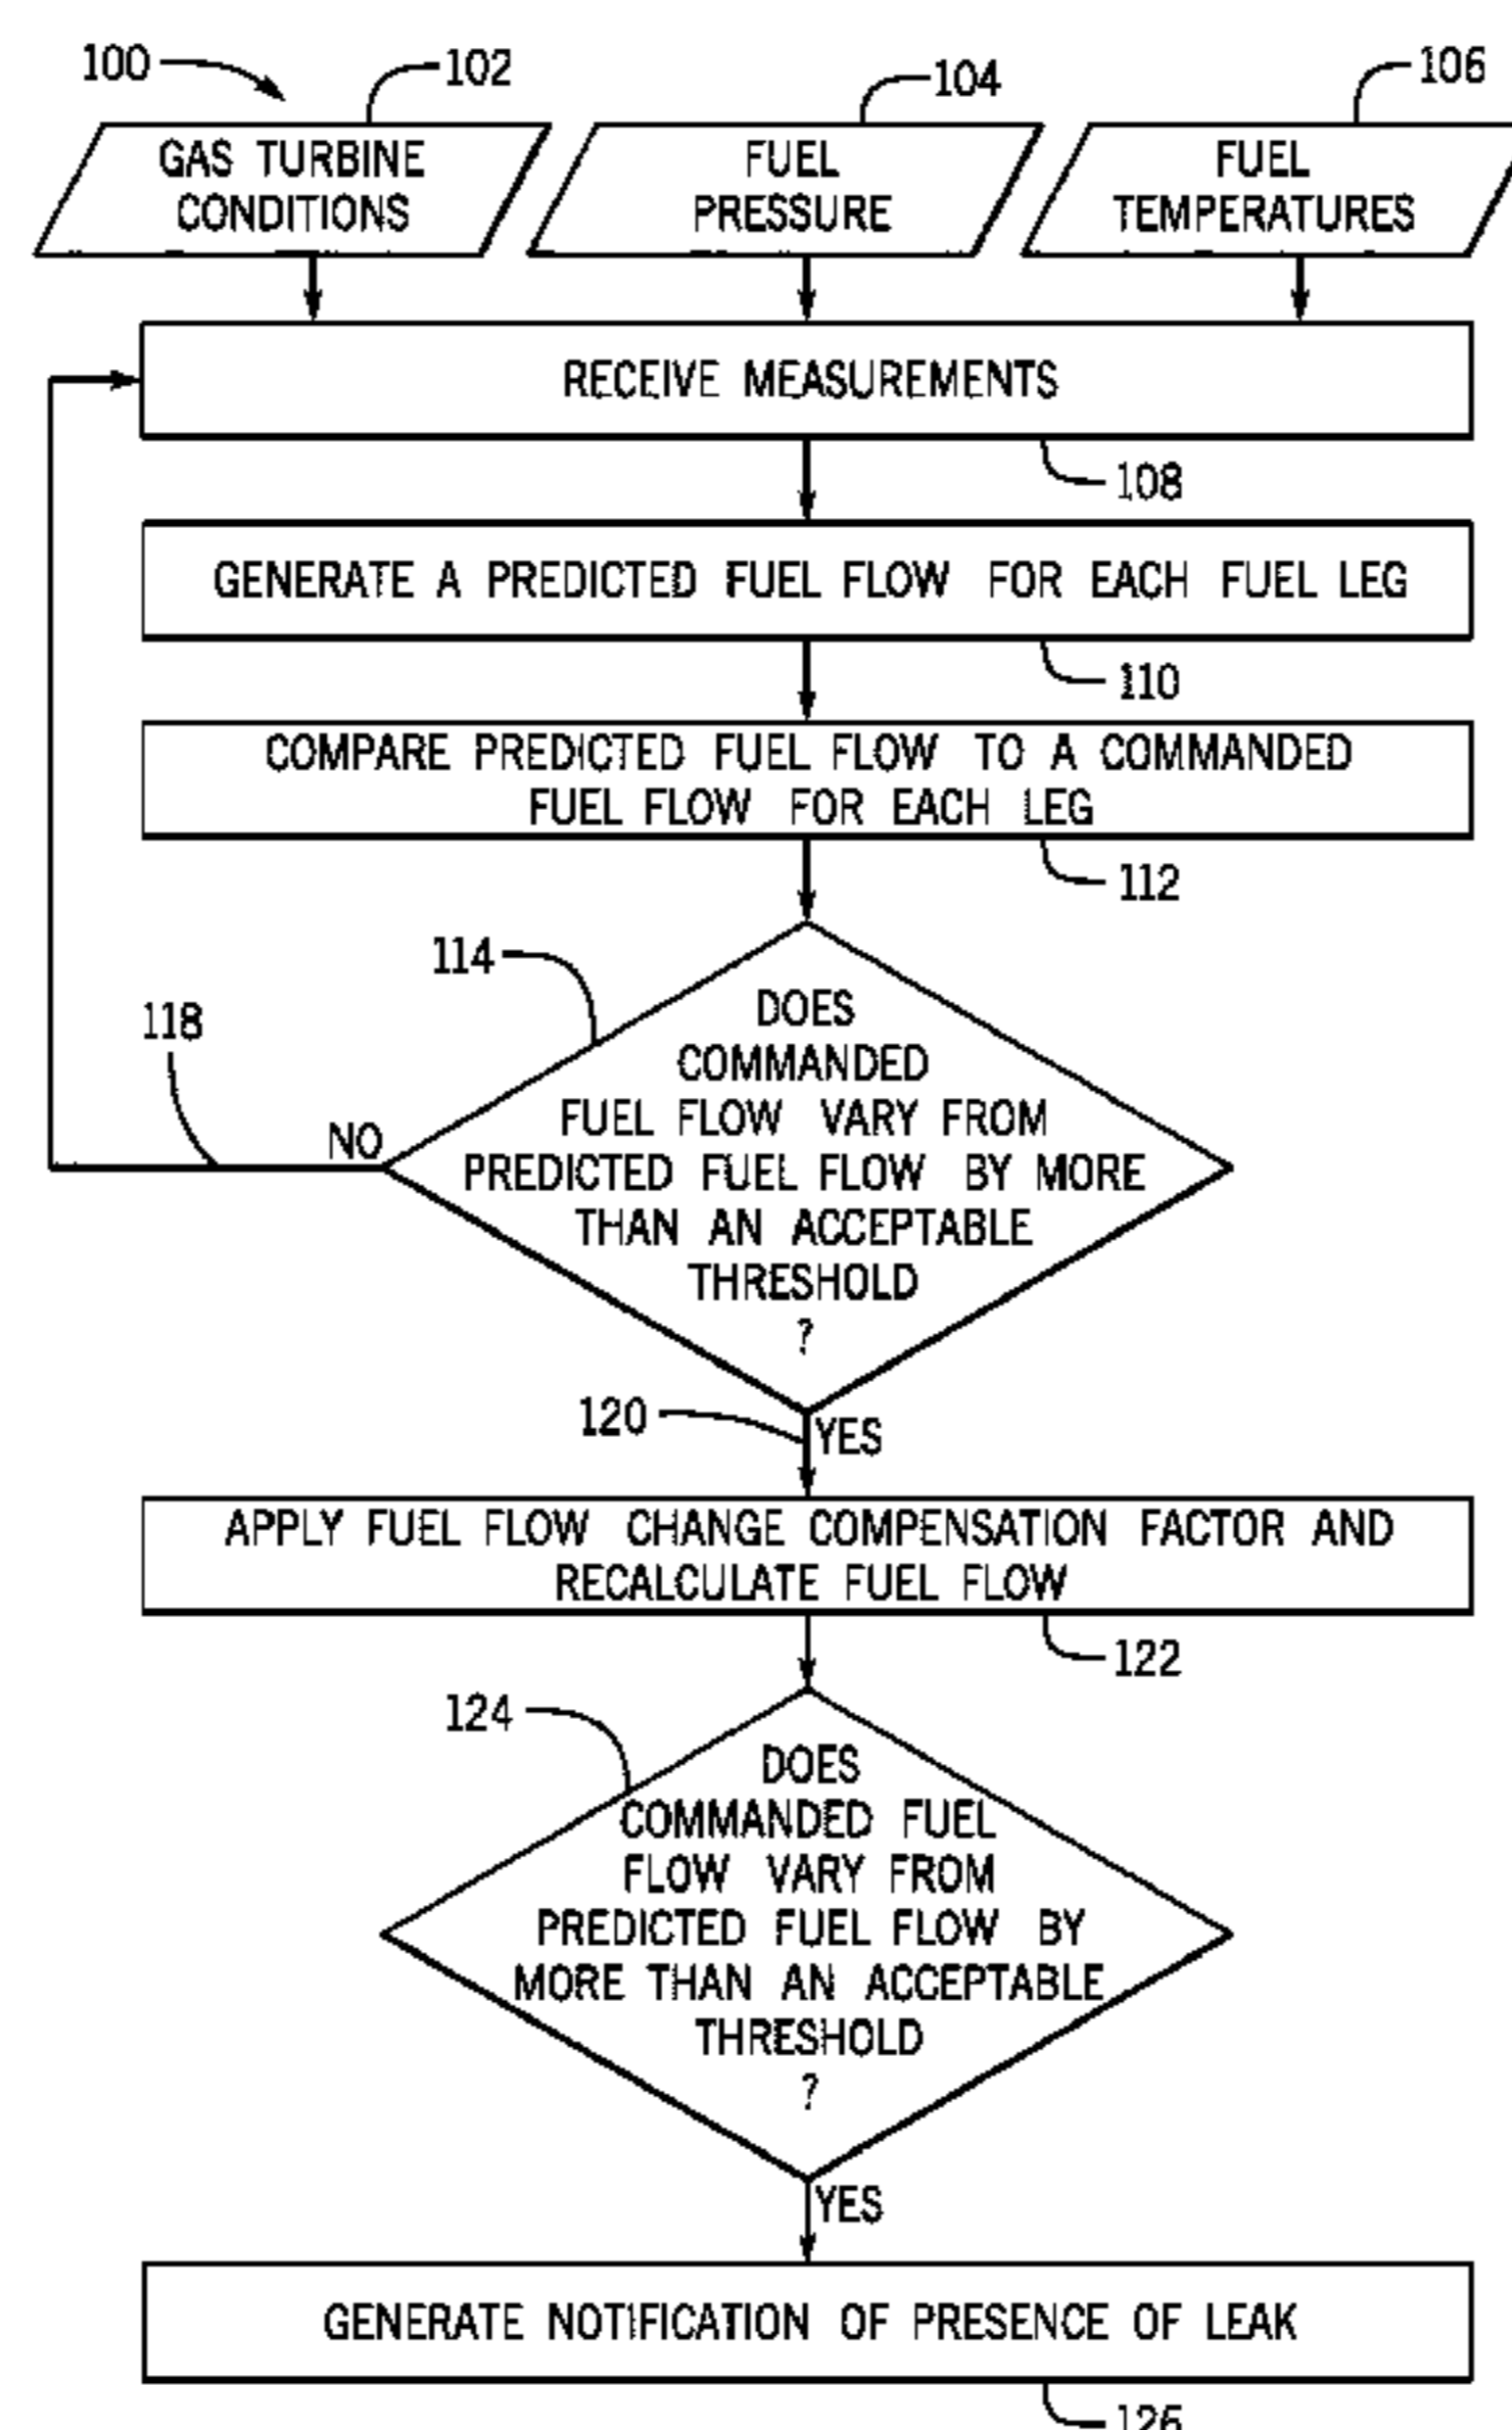 100
102
104
106
GAS TURBINE
CONDITIONS
FUEL
PRESSURE
FUEL
TEMPERATURES
RECEIVE MEASUREMENTS
108
GENERATE A PREDICTED FUEL FLOW FOR EACH FUEL LEG
110
COMPARE PREDICTED FUEL FLOW TO A COMMANDED
FUEL FLOW FOR EACH LEG
112
114
DOES
COMMANDED
FUEL FLOW VARY FROM
PREDICTED FUEL FLOW BY MORE
THAN AN ACCEPTABLE
THRESHOLD
?
118
NO
120
YES
APPLY FUEL FLOW CHANGE COMPENSATION FACTOR AND
RECALCULATE FUEL FLOW
122
124
DOES
COMMANDED FUEL
FLOW VARY FROM
PREDICTED FUEL FLOW BY
MORE THAN AN ACCEPTABLE
THRESHOLD
?
YES
GENERATE NOTIFICATION OF PRESENCE OF LEAK
126